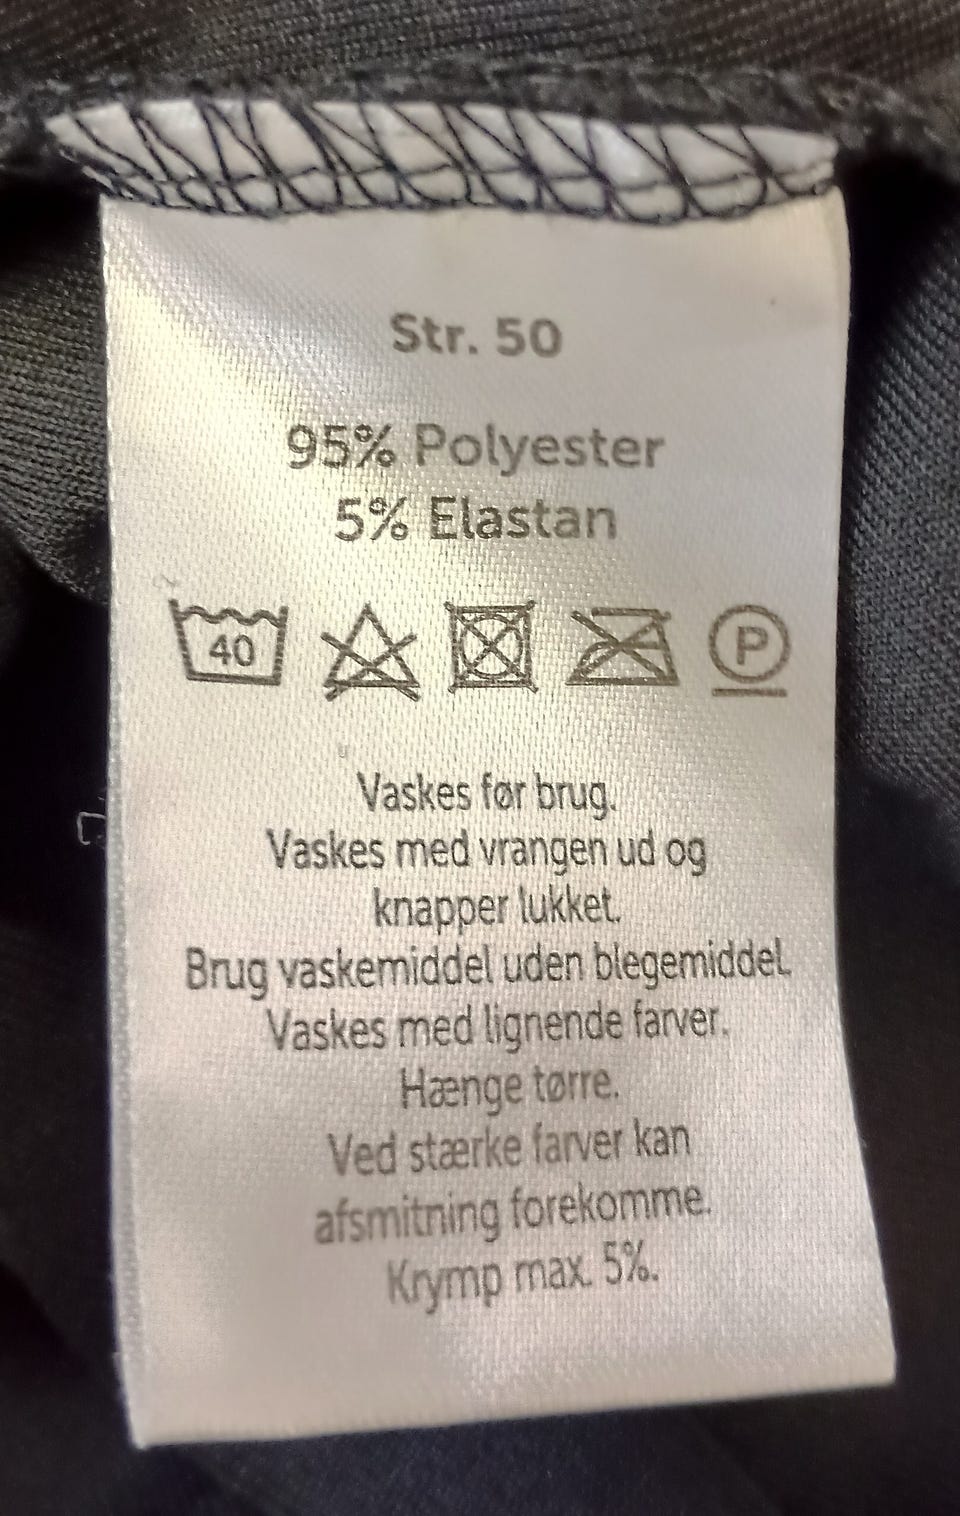 Str. 50
95% Polyester
5% Elastan
40 P
Vaskes før brug.
Vaskes med vrangen ud og
knapper lukket.
Brug vaskemiddel uden blegemiddel.
Vaskes med lignende farver.
Hænge tørre.
Ved stærke farver kan
afsmitning forekomme.
Krymp max. 5%.